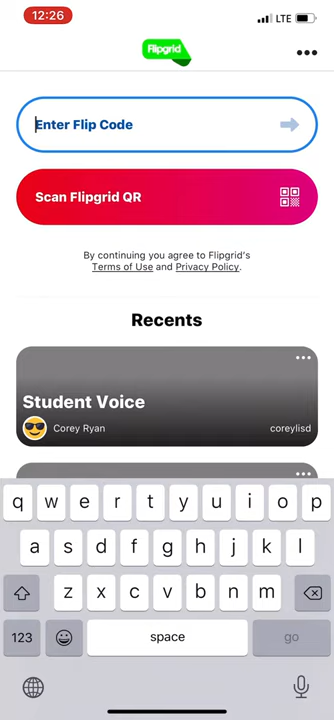 12:26
LTE
Flipgrid
Enter Flip Code
Scan Flipgrid QR
By continuing you agree to Flipgrid's
Terms of Use and Privacy Policy.
Recents
Student Voice
Corey Ryan
coreylisd
q w e r t y u i o p
a s d f g h j k l
z x c v b n m
123
space
go